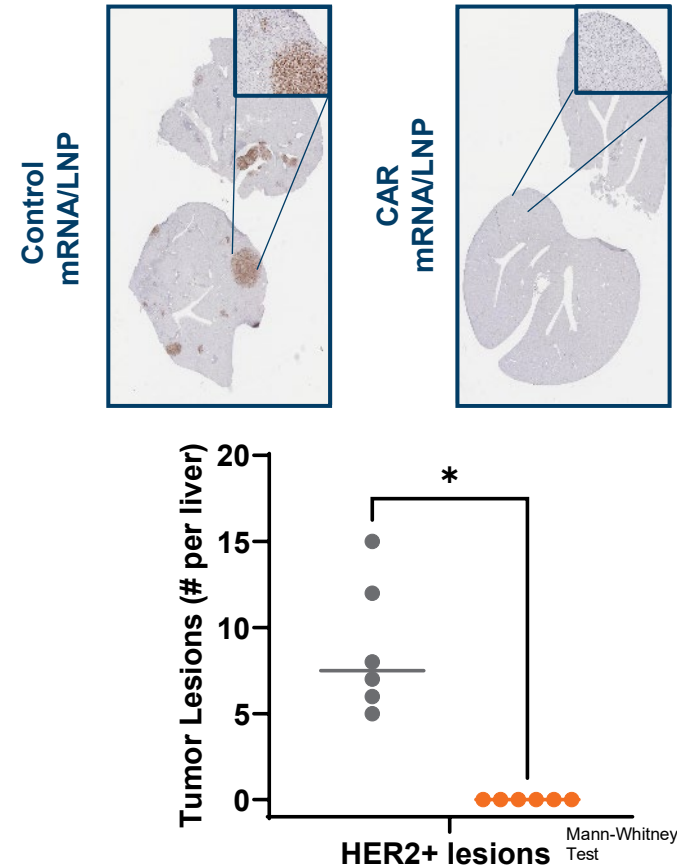 Control
mRNA/LNP
CAR
mRNA/LNP
Tumor Lesions (# per liver)
20
15
10
5
0
*
HER2+ lesions
Mann-Whitney
Test